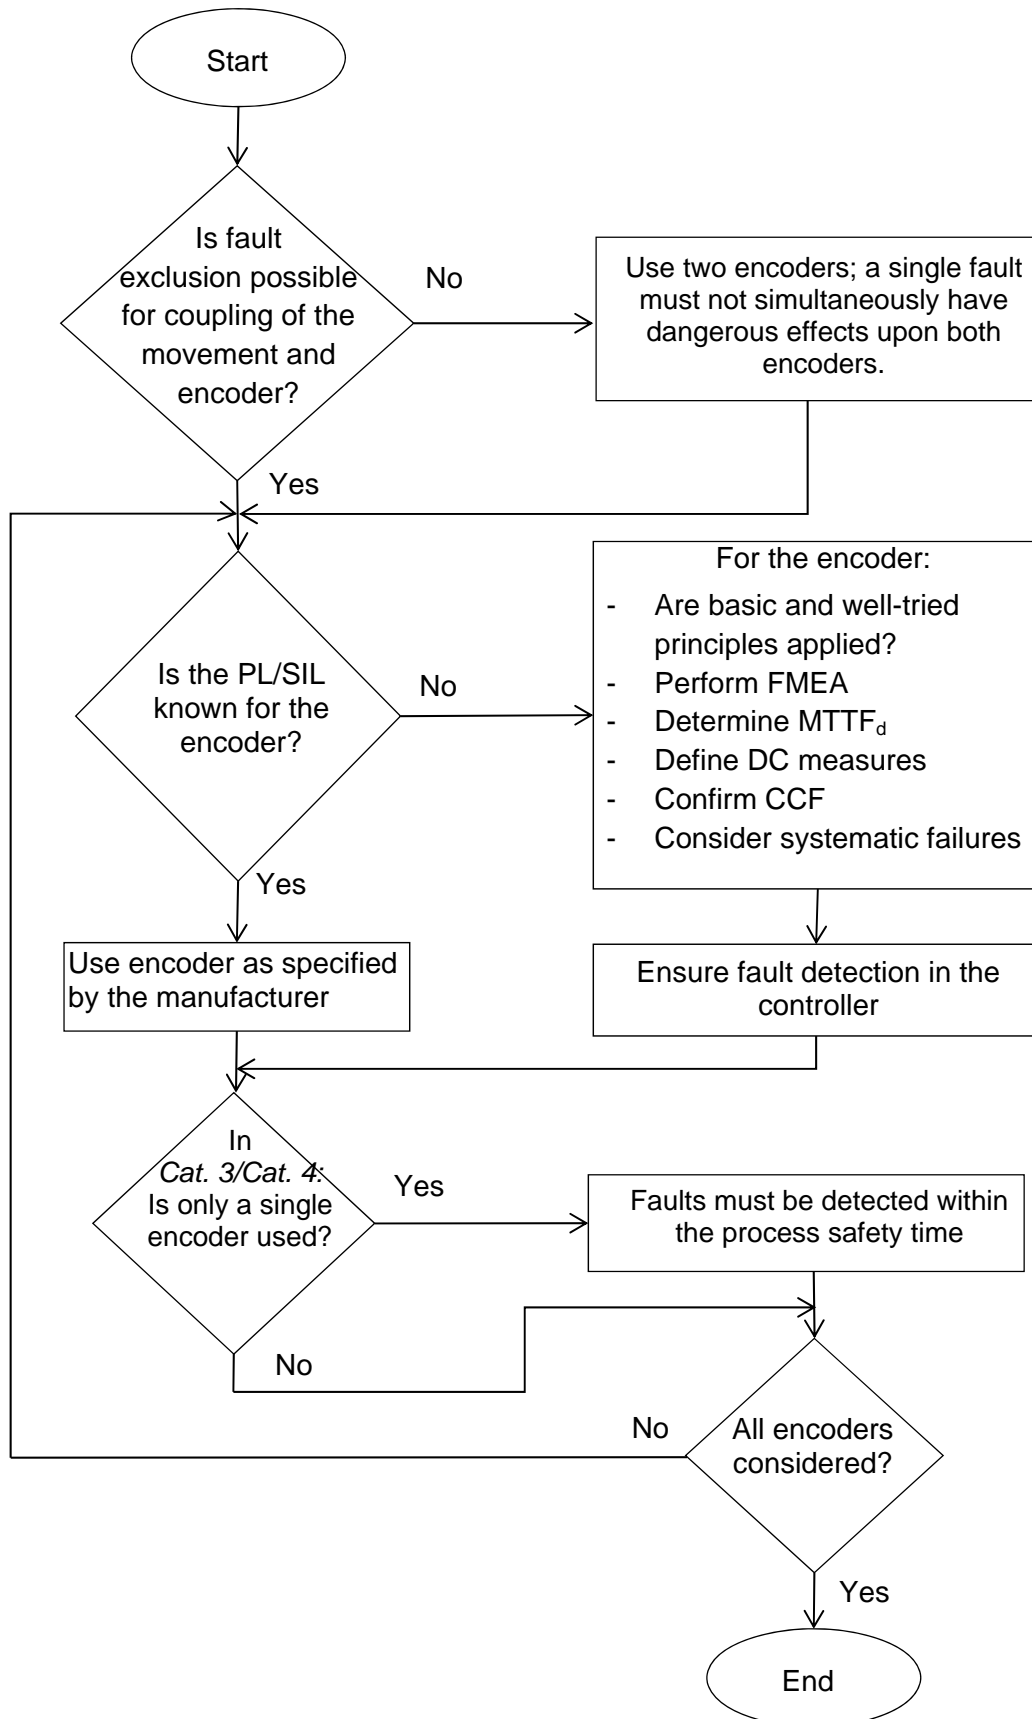 Start
Is fault
exclusion possible
for coupling of the
movement and
encoder?
No
Use two encoders; a single fault
must not simultaneously have
dangerous effects upon both
encoders.
Yes
Is the PL/SIL
known for the
encoder?
No
For the encoder:
- Are basic and well-tried
principles applied?
- Perform FMEA
- Determine MTTFd
- Define DC measures
- Confirm CCF
- Consider systematic failures
Yes
Use encoder as specified
by the manufacturer
Ensure fault detection in the
controller
In
Cat. 3/Cat. 4:
Is only a single
encoder used?
Yes
Faults must be detected within
the process safety time
No
No
All encoders
considered?
Yes
End